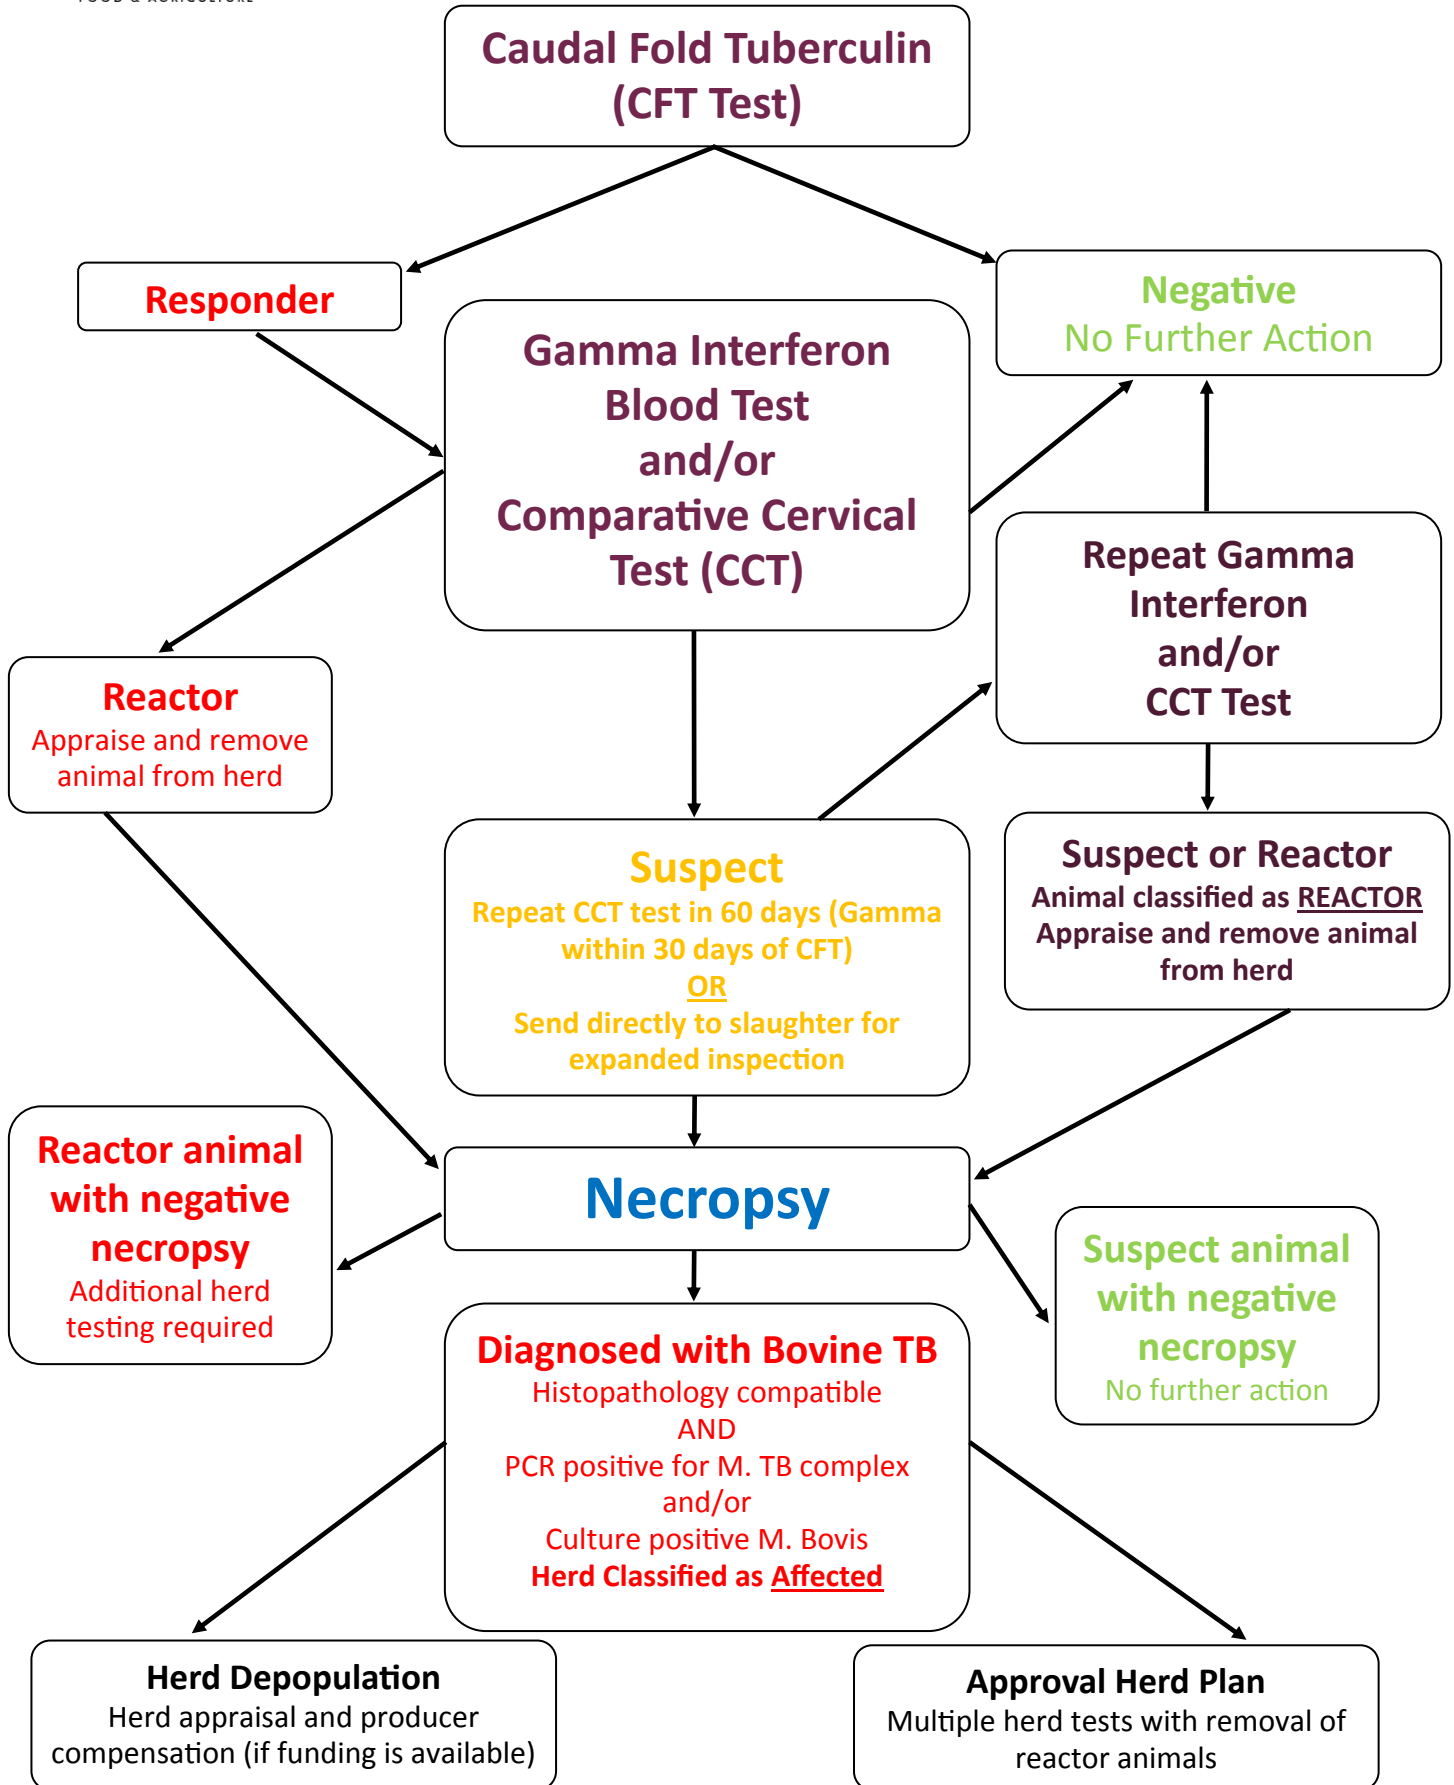 FOOD & AGRICULTURE
Caudal Fold Tuberculin
(CFT Test)
Responder
Negative
No Further Action
Gamma Interferon
Blood Test
and/or
Comparative Cervical
Test (CCT)
Repeat Gamma
Interferon
and/or
CCT Test
Reactor
Appraise and remove
animal from herd
Suspect
Repeat CCT test in 60 days (Gamma
within 30 days of CFT)
OR
Send directly to slaughter for
expanded inspection
Suspect or Reactor
Animal classified as REACTOR
Appraise and remove animal
from herd
Reactor animal
with negative
necropsy
Additional herd
testing required
Necropsy
Suspect animal
with negative
necropsy
No further action
Diagnosed with Bovine TB
Histopathology compatible
AND
PCR positive for M. TB complex
and/or
Culture positive M. Bovis
Herd Classified as Affected
Herd Depopulation
Herd appraisal and producer
compensation (if funding is available)
Approval Herd Plan
Multiple herd tests with removal of
reactor animals